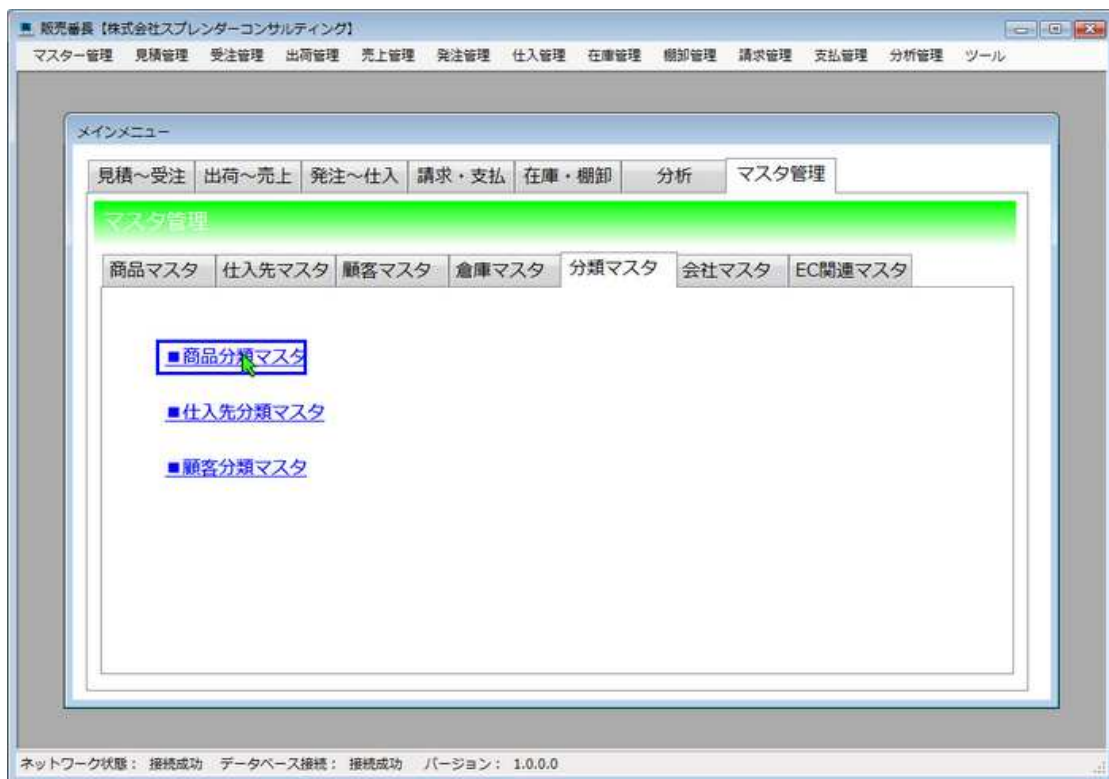 販売番長【株式会社スプレンダーコンサルティング】
マスター管理 見積管理 受注管理 出荷管理 売上管理 発注管理 仕入管理 在庫管理 棚卸管理 請求管理 支払管理 分析管理 ツール
メインメニュー
見積~受注 出荷~売上 発注~仕入 請求・支払 在庫・棚卸 分析 マスタ管理
マスタ管理
商品マスタ 仕入先マスタ 顧客マスタ 倉庫マスタ 分類マスタ 会社マスタ EC関連マスタ
■商品分類マスタ
■仕入先分類マスタ
■顧客分類マスタ
ネットワーク状態: 接続成功 データベース接続: 接続成功 バージョン: 1.0.0.0